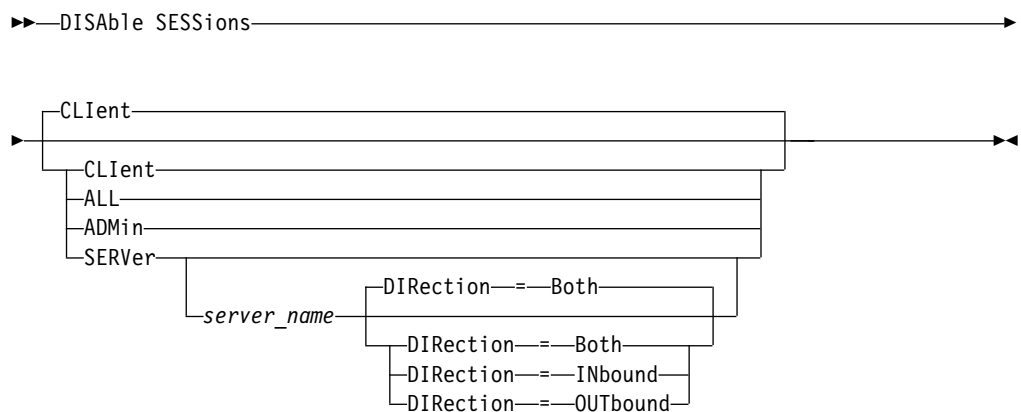 DISAble SESSions
CLIent
CLIent
ALL
ADMin
SERVer
DIRection = Both
server_name
DIRection = Both
DIRection = INbound
DIRection = OUTbound